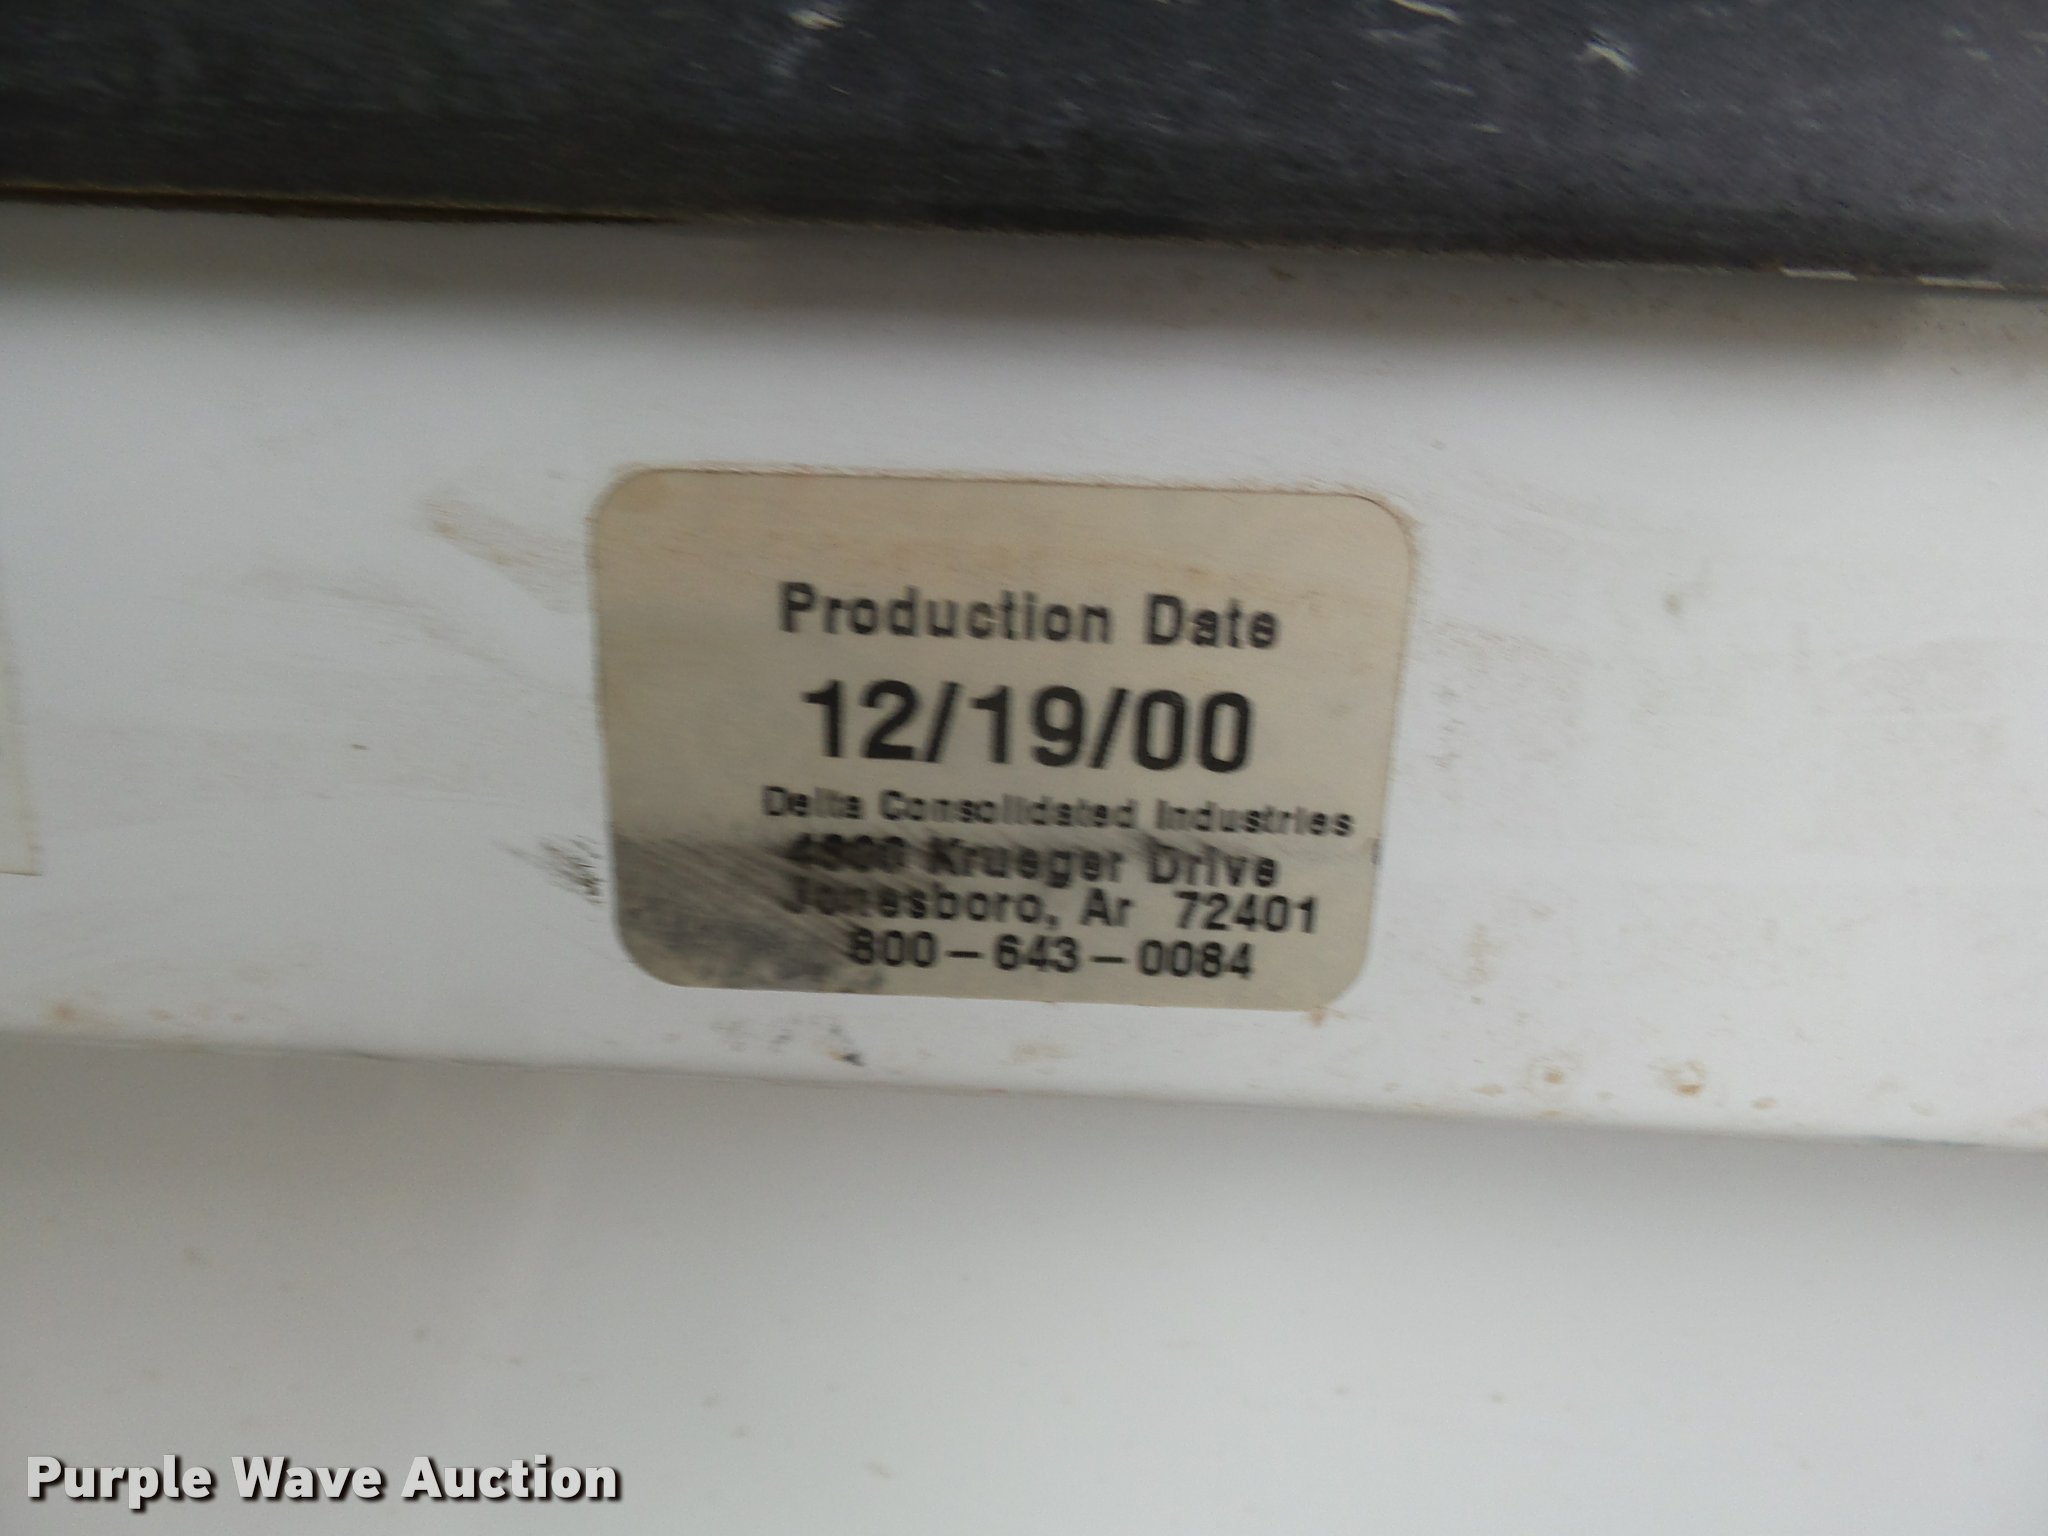 Production Date
12/19/00
Delta Consolidated Industries
4800 Krueger Drive
Jonesboro, Ar 72401
800-643-0084
Purple Wave Auction